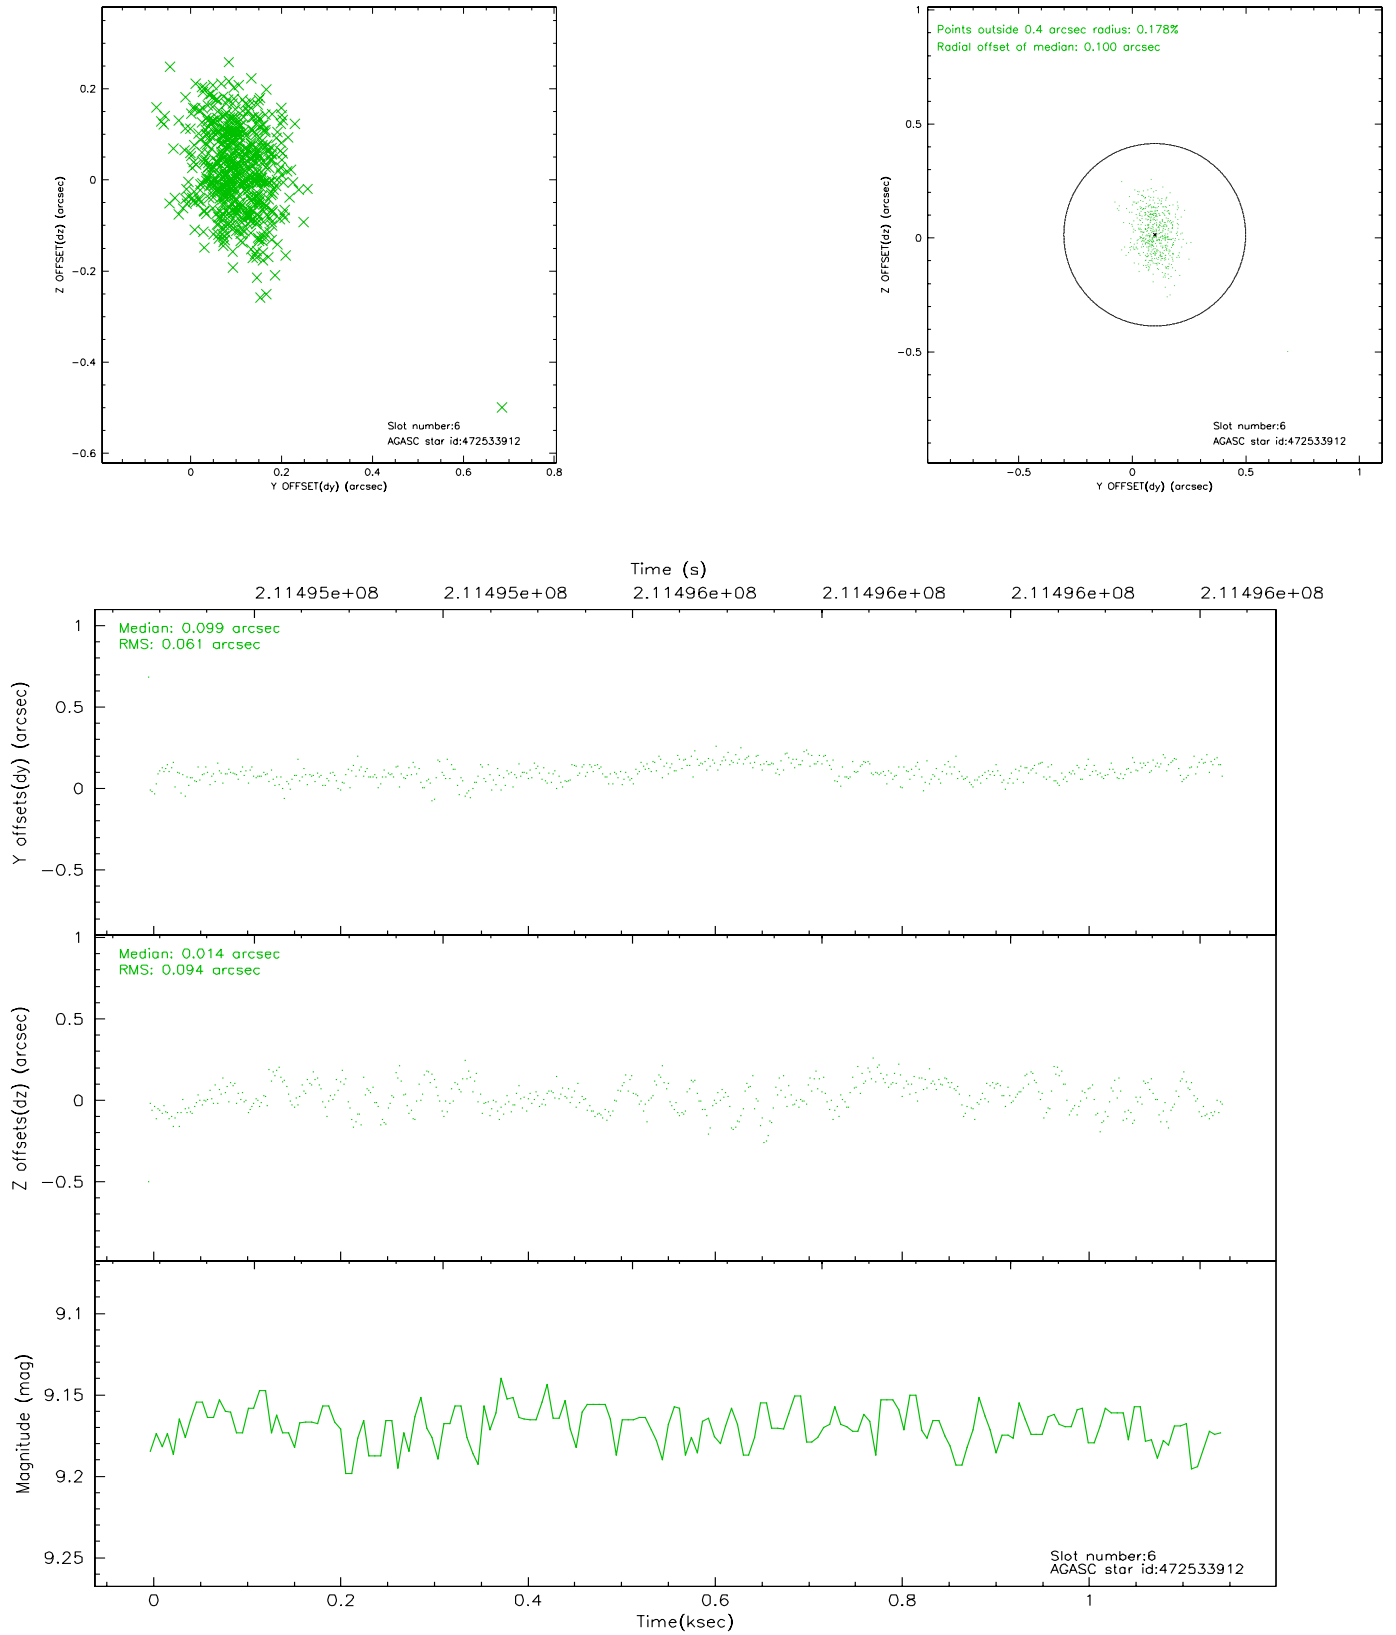 0.2
0
-0.2
-0.4
-0.6
Z OFFSET(dz) (arcsec)
Slot number:6
AGASC star id:472533912
0 0.2 0.4 0.6 0.8
Y OFFSET(dy) (arcsec)
Points outside 0.4 arcsec radius: 0.178%
Radial offset of median: 0.100 arcsec
1
0.5
0
-0.5
Z OFFSET(dz) (arcsec)
Slot number:6
AGASC star id:472533912
-0.5 0 0.5 1
Y OFFSET(dy) (arcsec)
Time (s)
2.11495e+08 2.11495e+08 2.11496e+08 2.11496e+08 2.11496e+08 2.11496e+08
Median: 0.099 arcsec
RMS: 0.061 arcsec
1
0.5
0
-0.5
Y offsets(dy) (arcsec)
Median: 0.014 arcsec
RMS: 0.094 arcsec
1
0.5
0
-0.5
Z offsets(dz) (arcsec)
9.1
9.15
9.2
9.25
Magnitude (mag)
Slot number:6
AGASC star id:472533912
0 0.2 0.4 0.6 0.8 1
Time(ksec)